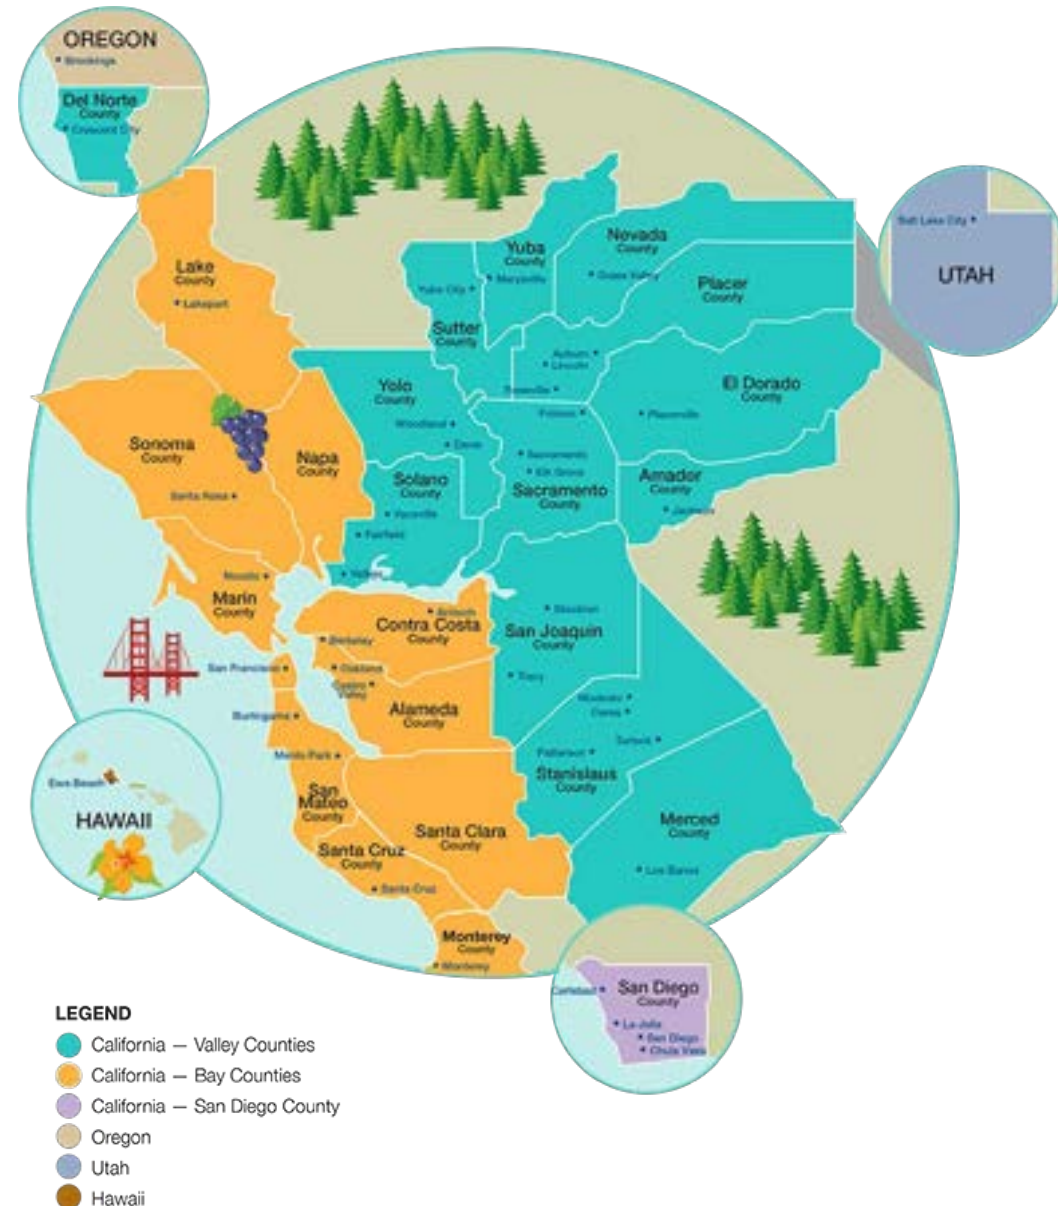 OREGON
Brookings
Del Norte
County
Crescent City
Lake
County
Lakeport
Yuba
County
Marysville
Nevada
County
Grass Valley
Placer
County
Yuba City
Sutter
County
Salt Lake City
UTAH
Auburn
Lincoln
Roseville
Yolo
County
Woodland
Davis
El Dorado
County
Placerville
Folsom
Sonoma
County
Santa Rosa
Napa
County
Solano
County
Vacaville
Fairfield
Vallejo
Sacramento
Elk Grove
Sacramento
County
Amador
County
Jackson
Novato
Marin
County
Antioch
Contra Costa
County
Berkeley
Stockton
San Joaquin
County
Tracy
San Francisco
Oakland
Castro
Valley
Alameda
County
Burlingame
Menlo Park
Modesto
Ceres
Turlock
Patterson
Stanislaus
County
San
Mateo
County
Santa Clara
County
Merced
County
Los Banos
Ewa Beach
HAWAII
Santa Cruz
County
Santa Cruz
Monterey
County
Monterey
Carlsbad
San Diego
County
La Jolla
San Diego
Chula Vista
LEGEND
California — Valley Counties
California — Bay Counties
California — San Diego County
Oregon
Utah
Hawaii